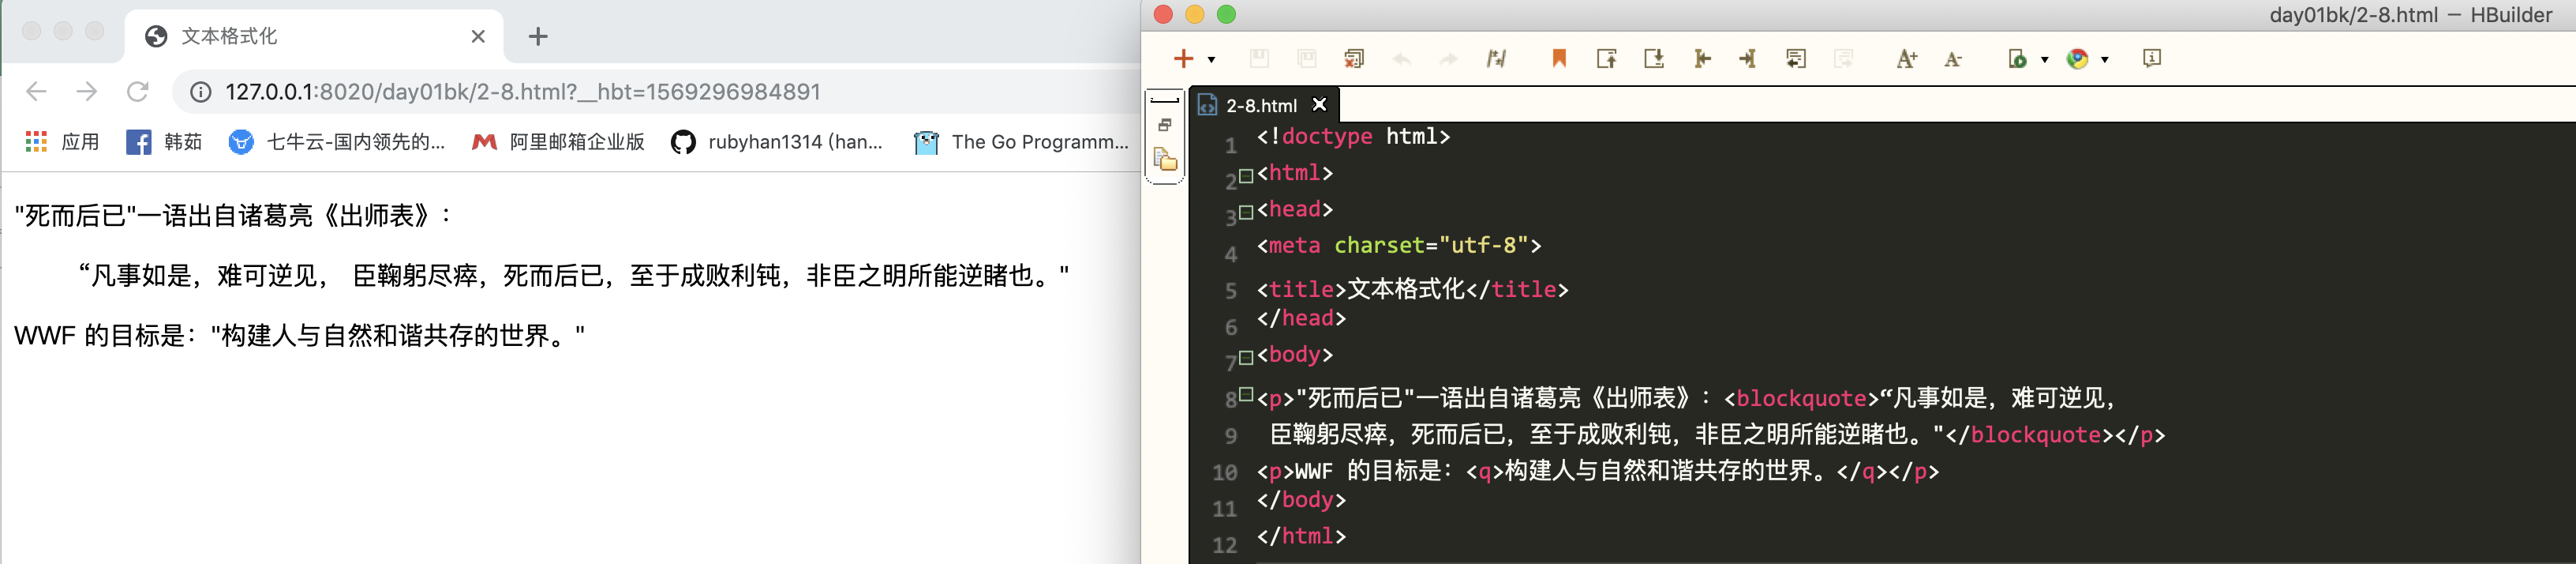 文本格式化
127.0.0.1:8020/day01bk/2-8.html?__hbt=1569296984891
应用 韩茹 七牛云-国内领先的... 阿里邮箱企业版 rubyhan1314 (han... The Go Programm...
"死而后已"一语出自诸葛亮《出师表》：
“凡事如是，难可逆见， 臣鞠躬尽瘁，死而后已，至于成败利钝，非臣之明所能逆睹也。"
WWF 的目标是："构建人与自然和谐共存的世界。"
day01bk/2-8.html — HBuilder
2-8.html
1 <!doctype html>
2 <html>
3 <head>
4 <meta charset="utf-8">
5 <title>文本格式化</title>
6 </head>
7 <body>
8 <p>"死而后已"一语出自诸葛亮《出师表》：<blockquote>“凡事如是，难可逆见，
9 臣鞠躬尽瘁，死而后已，至于成败利钝，非臣之明所能逆睹也。"</blockquote></p>
10 <p>WWF 的目标是：<q>构建人与自然和谐共存的世界。</q></p>
11 </body>
12 </html>